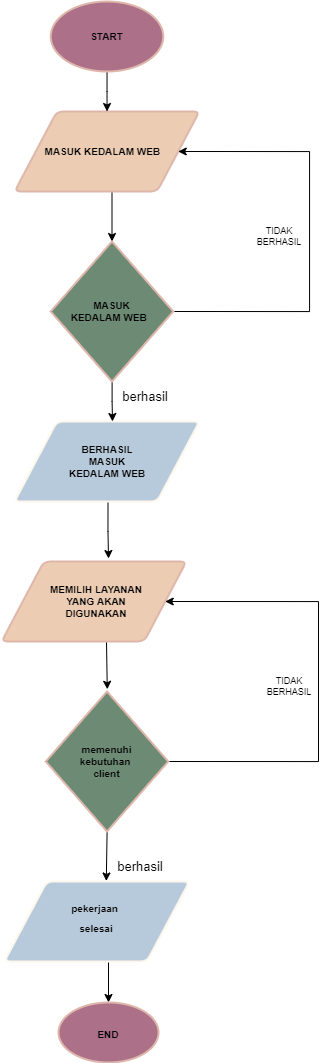 START
MASUK KEDALAM WEB
TIDAK
BERHASIL
MASUK
KEDALAM WEB
berhasil
BERHASIL
MASUK
KEDALAM WEB
MEMILIH LAYANAN
YANG AKAN
DIGUNAKAN
TIDAK
BERHASIL
memenuhi
kebutuhan
client
berhasil
pekerjaan
selesai
END